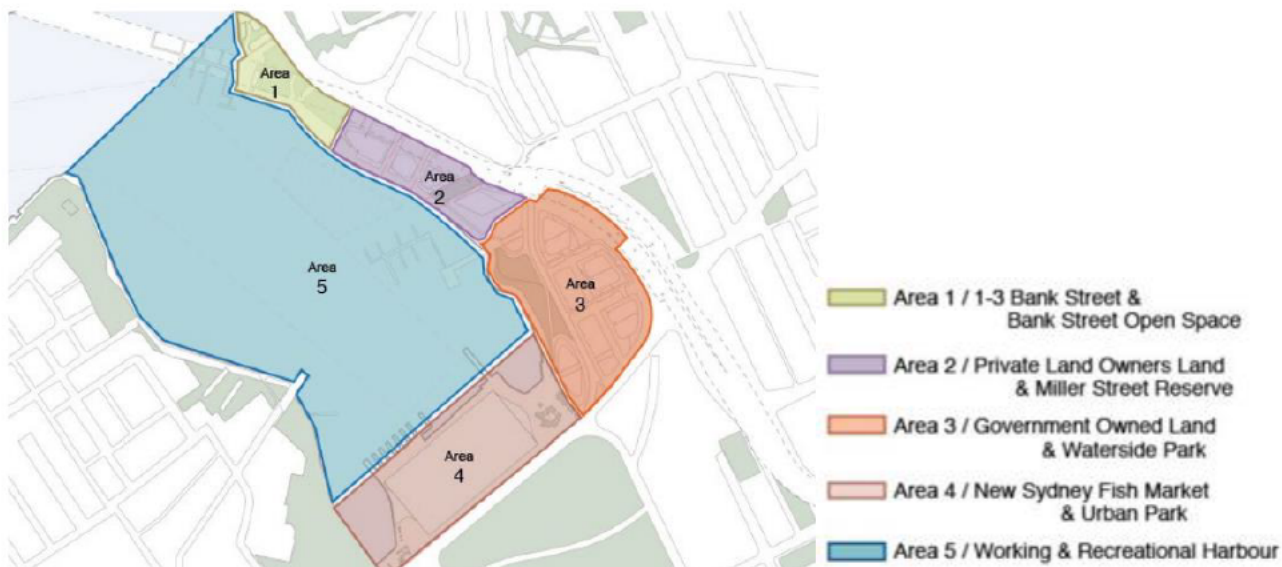 Area
1
Area
2
Area
5
Area
3
Area
4
Area 1 / 1-3 Bank Street &
Bank Street Open Space
Area 2 / Private Land Owners Land
& Miller Street Reserve
Area 3 / Government Owned Land
& Waterside Park
Area 4 / New Sydney Fish Market
& Urban Park
Area 5 / Working & Recreational Harbour